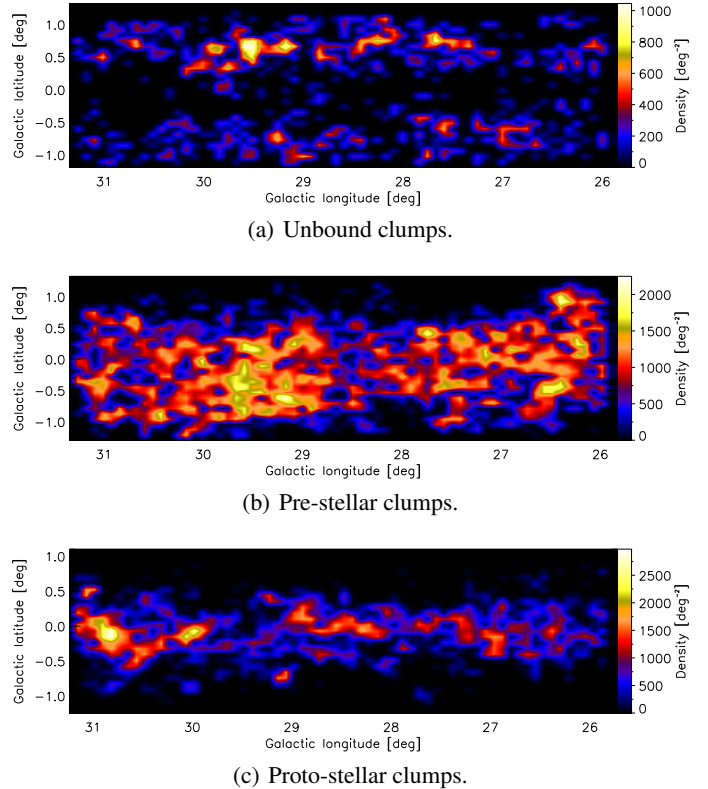 1.0
0.5
0.0
−0.5
−1.0
Galactic latitude [deg]
31 30 29 28 27 26
Galactic longitude [deg]
1000
800
600
400
200
0
Density [deg⁻²]
(a) Unbound clumps.
1.0
0.5
0.0
−0.5
−1.0
Galactic latitude [deg]
31 30 29 28 27 26
Galactic longitude [deg]
2000
1500
1000
500
0
Density [deg⁻²]
(b) Pre-stellar clumps.
1.0
0.5
0.0
−0.5
−1.0
Galactic latitude [deg]
31 30 29 28 27 26
Galactic longitude [deg]
2500
2000
1500
1000
500
0
Density [deg⁻²]
(c) Proto-stellar clumps.